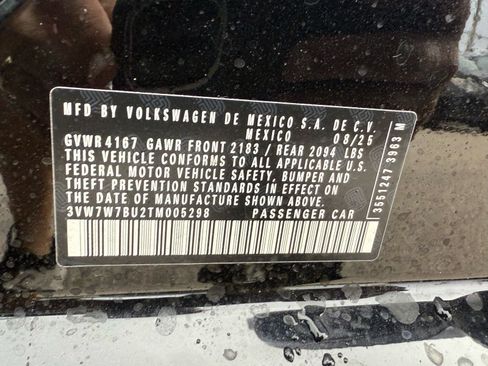 MFD BY VOLKSWAGEN DE MEXICO S.A. DE C.V.
MEXICO 08/25
GVWR 4167 GAWR FRONT 2183 / REAR 2094 LBS
THIS VEHICLE CONFORMS TO ALL APPLICABLE U.S.
FEDERAL MOTOR VEHICLE SAFETY, BUMPER AND
THEFT PREVENTION STANDARDS IN EFFECT ON
THE DATE OF MANUFACTURE SHOWN ABOVE.
3VW7W7BU2TM005298 PASSENGER CAR
3551247 3963 M